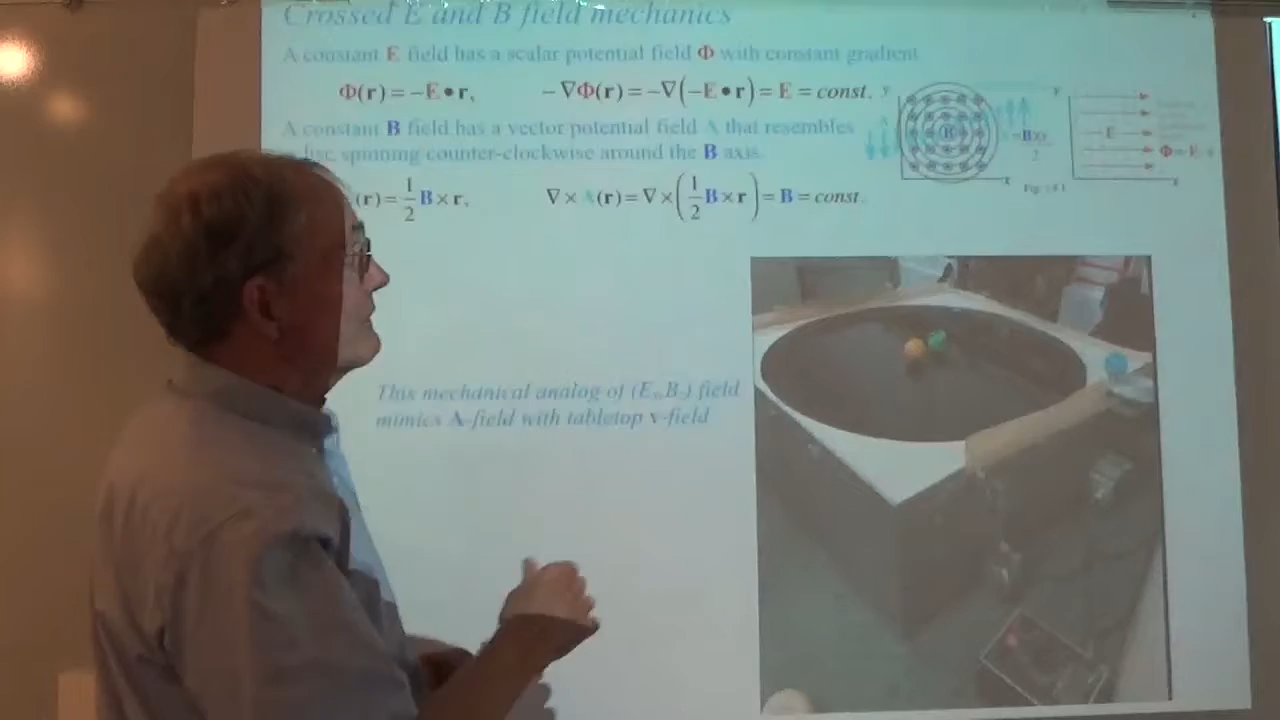 Crossed E and B field mechanics
A constant E field has a scalar potential field Φ with constant gradient
Φ(r) = −E•r, −∇Φ(r) = −∇(−E•r) = E = const.
A constant B field has a vector potential field A that resembles
disc spinning counter-clockwise around the B axis.
(r) = 1/2 B×r, ∇×A(r) = ∇×(1/2 B×r) = B = const.
y
B
x
y
E
x
This mechanical analog of (E, B) field
mimics A-field with tabletop v-field